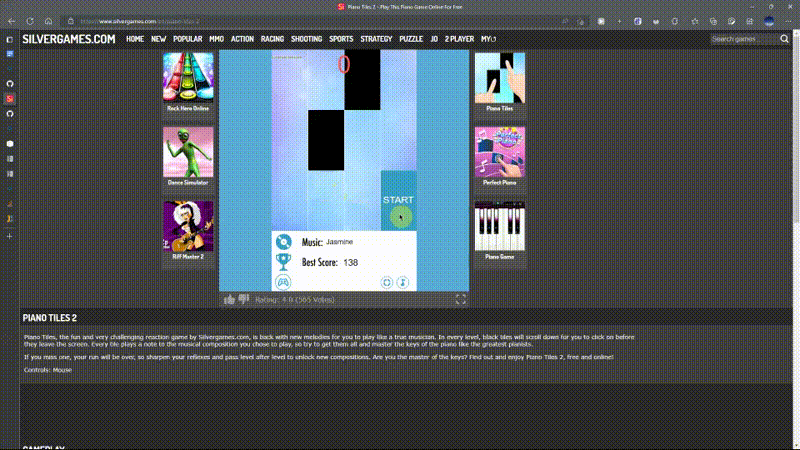 Piano Tiles 2 - Play This Piano Game Online For Free
https://www.silvergames.com/en/piano-tiles-2
SILVERGAMES.COM HOME NEW POPULAR MMO ACTION RACING SHOOTING SPORTS STRATEGY PUZZLE .IO 2 PLAYER MY
Search games
0
Rock Hero Online
Piano Tiles
Dance Simulator
Perfect Piano
START
Music: Jasmine
Best Score: 138
Riff Master 2
Piano Game
Rating: (565 Votes)
PIANO TILES 2
Piano Tiles, the fun and very challenging reaction game by Silvergames.com, is back with new melodies for you to play like a true musician. In every level, black tiles will scroll down for you to click on before
they leave the screen. Every tile plays a note to the musical composition you chose to play, so try to get them all and master the keys of the piano like the greatest pianists.
If you miss one, your run will be over, so sharpen your reflexes and pass level after level to unlock new compositions. Are you the master of the keys? Find out and enjoy Piano Tiles 2, free and online!
Controls: Mouse
GAMEPLAY